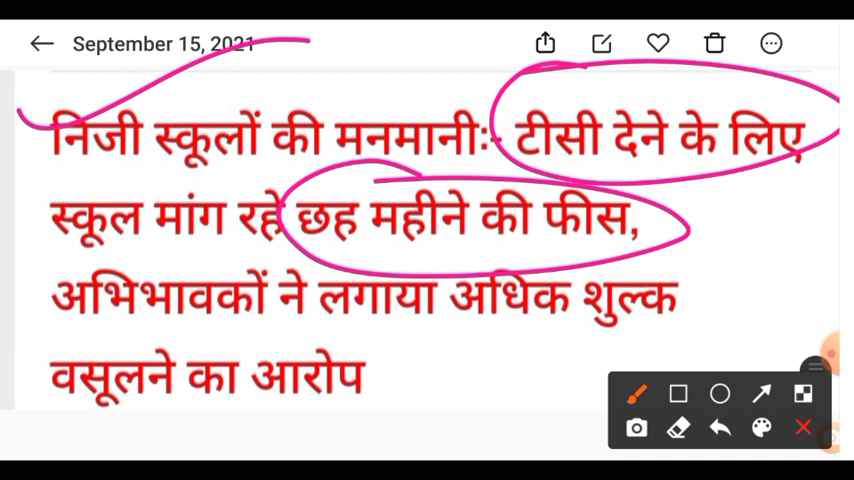 September 15, 2021
निजी स्कूलों की मनमानीः- टीसी देने के लिए
स्कूल मांग रहे छह महीने की फीस,
अभिभावकों ने लगाया अधिक शुल्क
वसूलने का आरोप